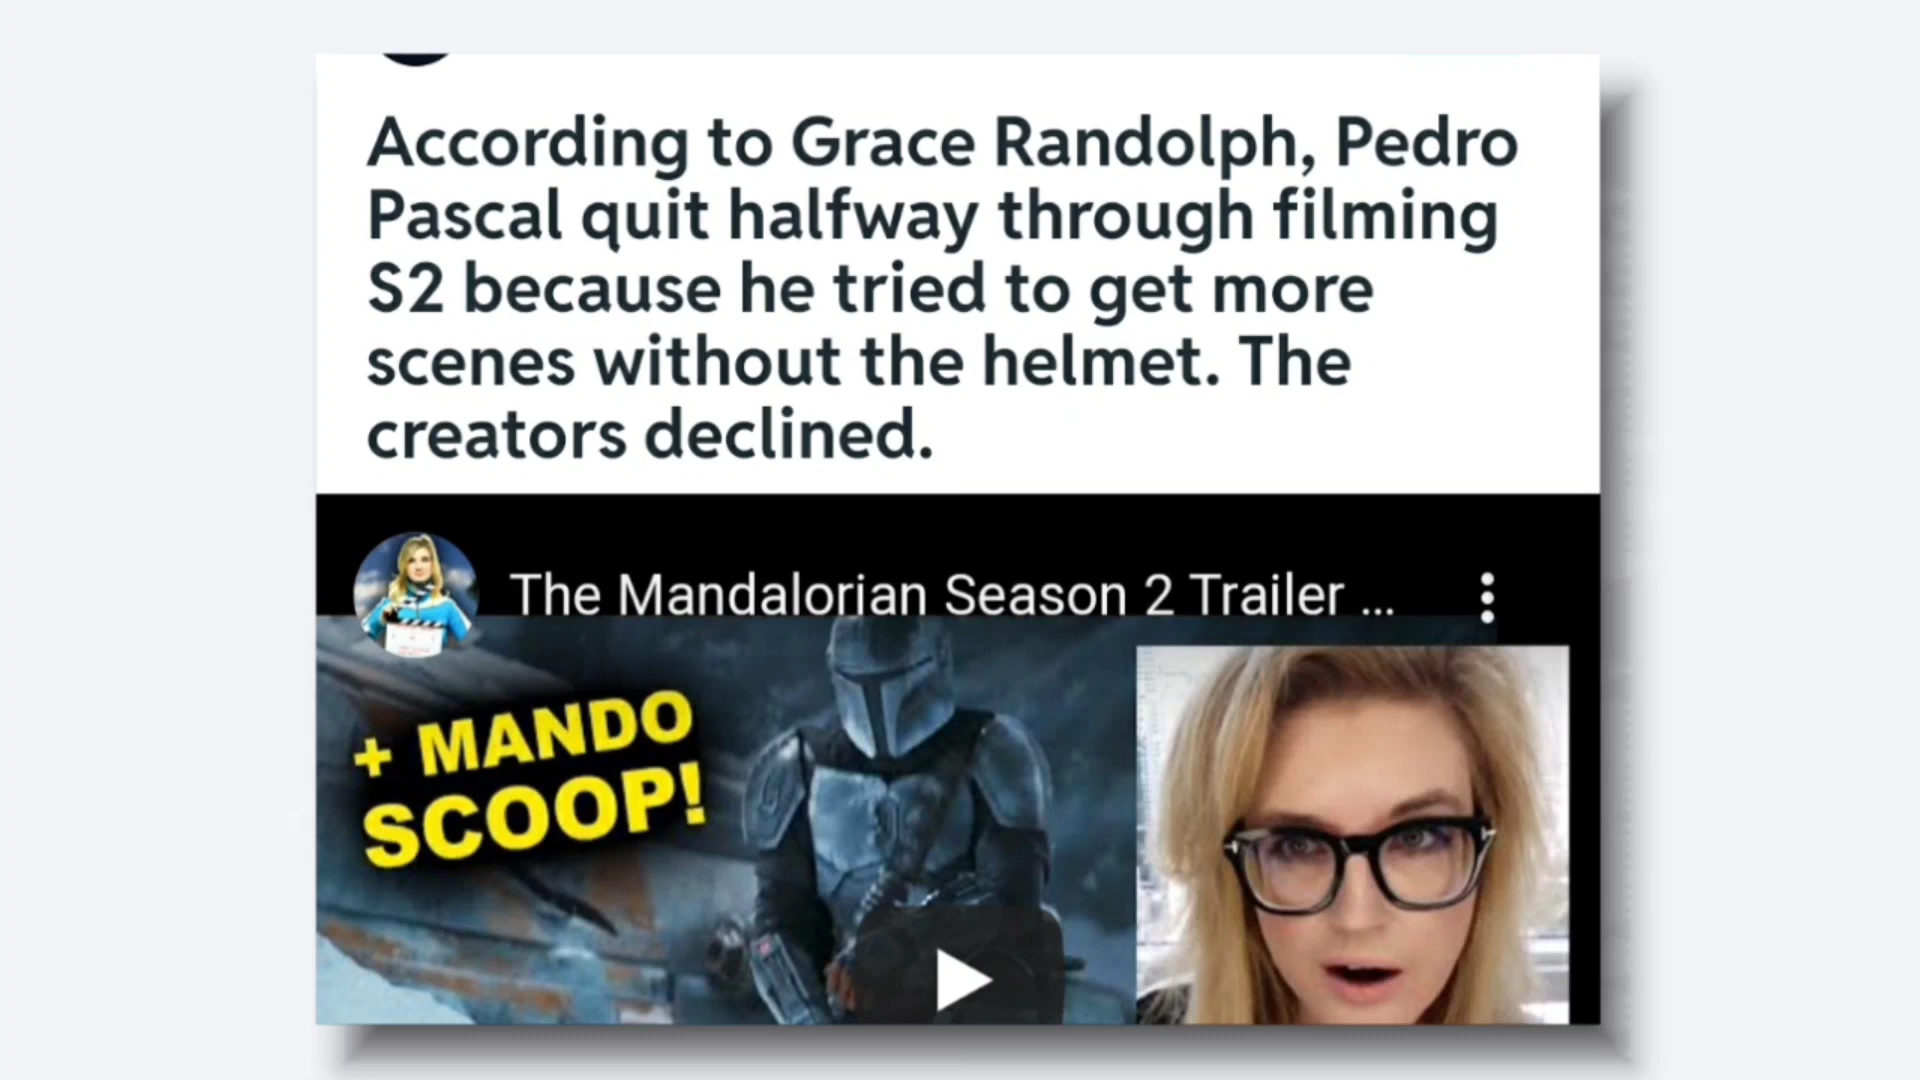 According to Grace Randolph, Pedro
Pascal quit halfway through filming
S2 because he tried to get more
scenes without the helmet. The
creators declined.
The Mandalorian Season 2 Trailer ...
+ MANDO
SCOOP!